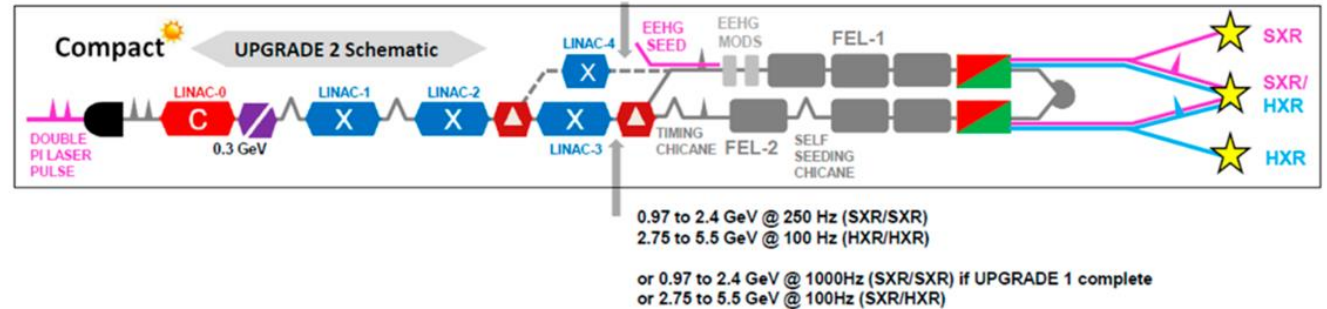 Compact
UPGRADE 2 Schematic
LINAC-4
X
EEHG
SEED
EEHG
MODS
FEL-1
SXR
LINAC-0
C
0.3 GeV
LINAC-1
X
LINAC-2
X
X
LINAC-3
DOUBLE
PI LASER
PULSE
TIMING
CHICANE
FEL-2
SELF
SEEDING
CHICANE
SXR/
HXR
HXR
0.97 to 2.4 GeV @ 250 Hz (SXR/SXR)
2.75 to 5.5 GeV @ 100 Hz (HXR/HXR)
or 0.97 to 2.4 GeV @ 1000Hz (SXR/SXR) if UPGRADE 1 complete
or 2.75 to 5.5 GeV @ 100Hz (SXR/HXR)